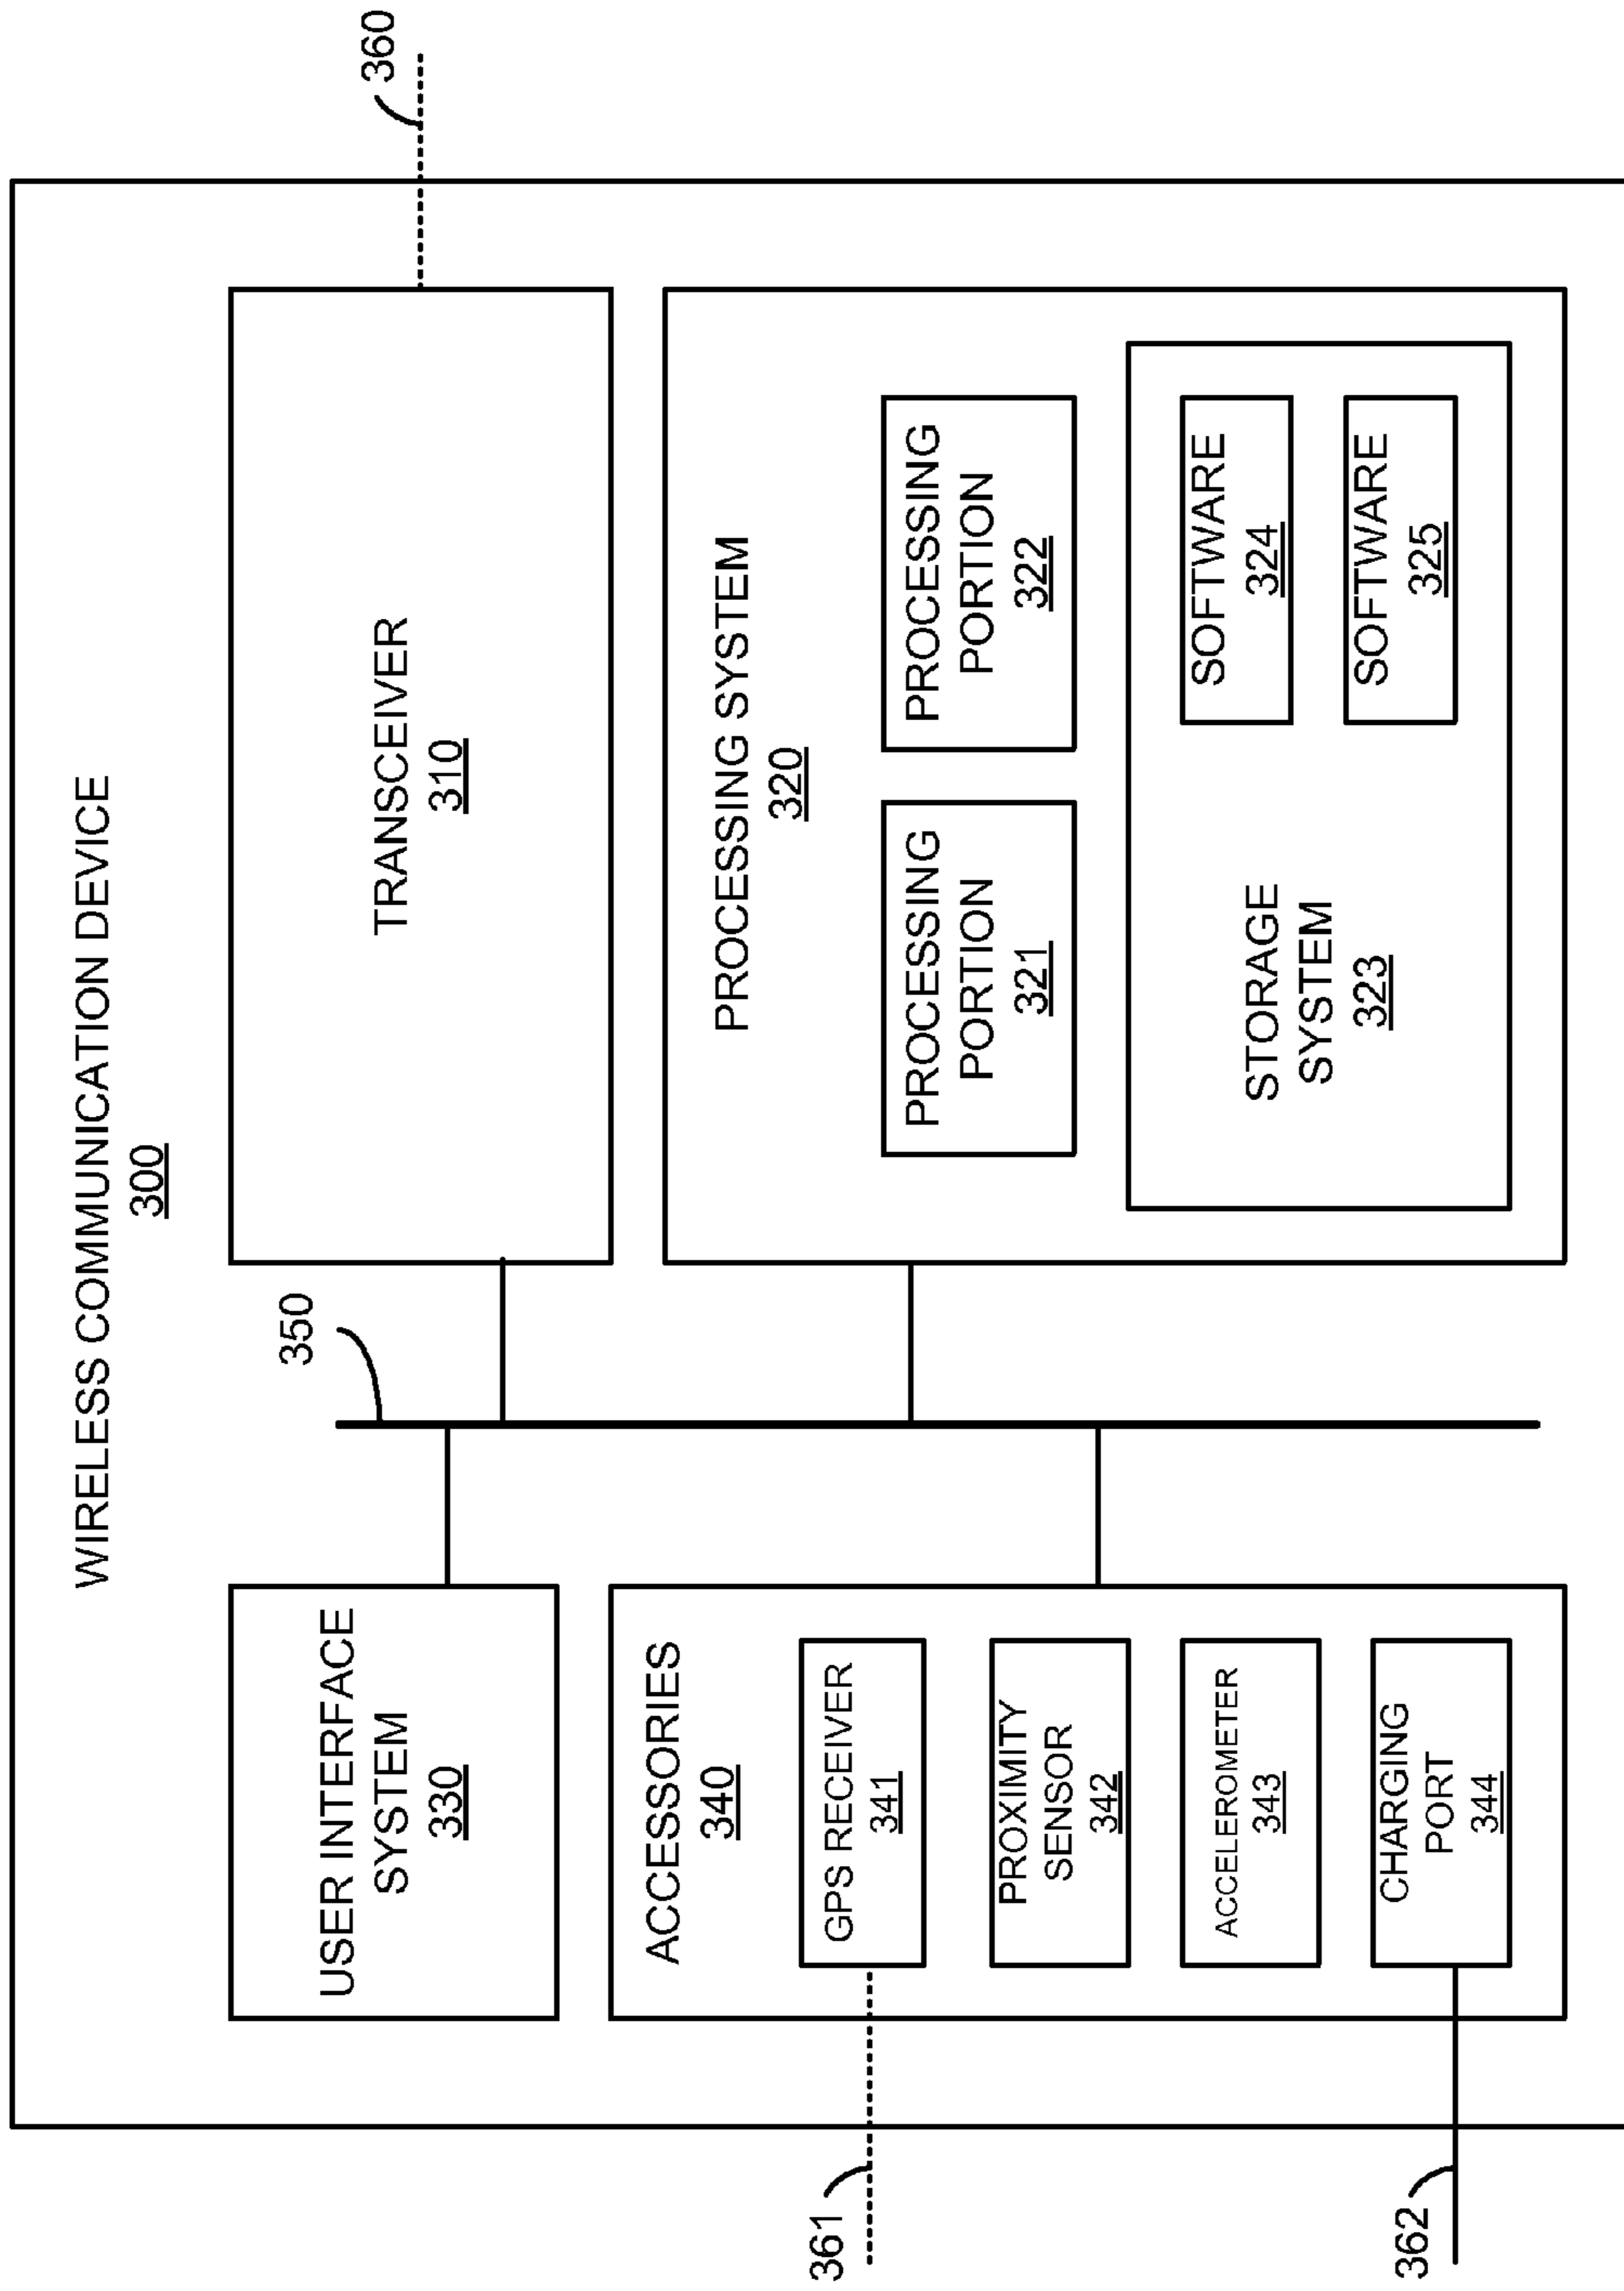 WIRELESS COMMUNICATION DEVICE
300
USER INTERFACE
SYSTEM
330
ACCESSORIES
340
GPS RECEIVER
341
PROXIMITY
SENSOR
342
ACCELEROMETER
343
CHARGING
PORT
344
361
362
350
TRANSCEIVER
310
360
PROCESSING SYSTEM
320
PROCESSING
PORTION
321
PROCESSING
PORTION
322
STORAGE
SYSTEM
323
SOFTWARE
324
SOFTWARE
325